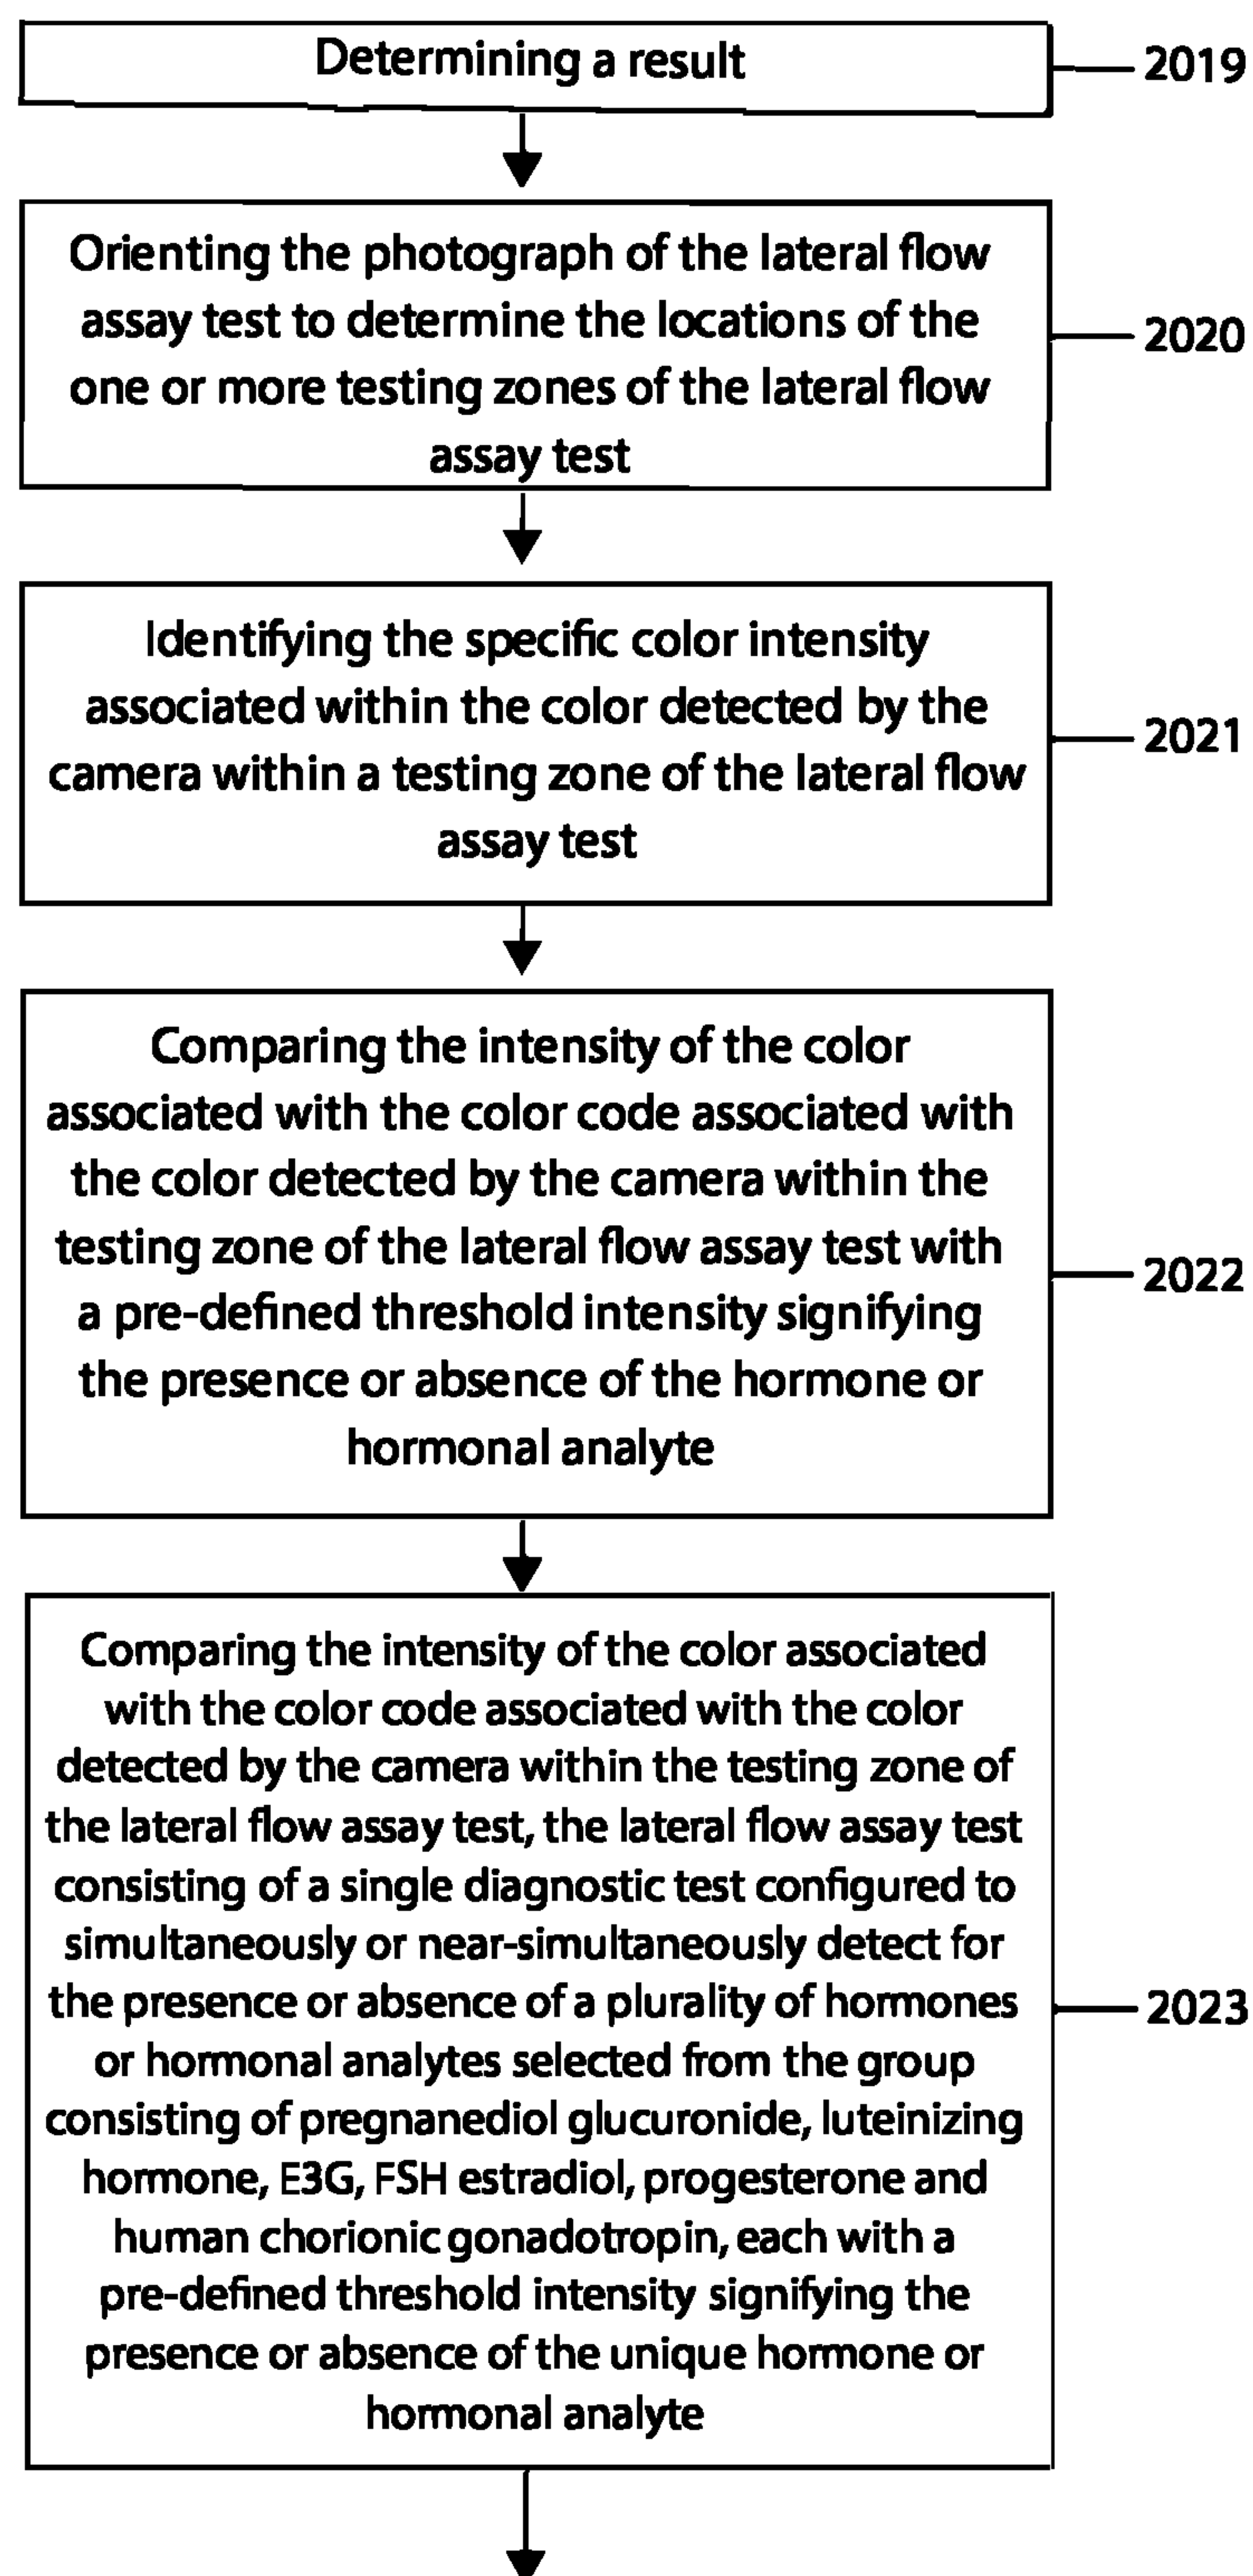 Determining a result
2019
Orienting the photograph of the lateral flow
assay test to determine the locations of the
one or more testing zones of the lateral flow
assay test
2020
Identifying the specific color intensity
associated within the color detected by the
camera within a testing zone of the lateral flow
assay test
2021
Comparing the intensity of the color
associated with the color code associated with
the color detected by the camera within the
testing zone of the lateral flow assay test with
a pre-defined threshold intensity signifying
the presence or absence of the hormone or
hormonal analyte
2022
Comparing the intensity of the color associated
with the color code associated with the color
detected by the camera within the testing zone of
the lateral flow assay test, the lateral flow assay test
consisting of a single diagnostic test configured to
simultaneously or near-simultaneously detect for
the presence or absence of a plurality of hormones
or hormonal analytes selected from the group
consisting of pregnanediol glucuronide, luteinizing
hormone, E3G, FSH estradiol, progesterone and
human chorionic gonadotropin, each with a
pre-defined threshold intensity signifying the
presence or absence of the unique hormone or
hormonal analyte
2023